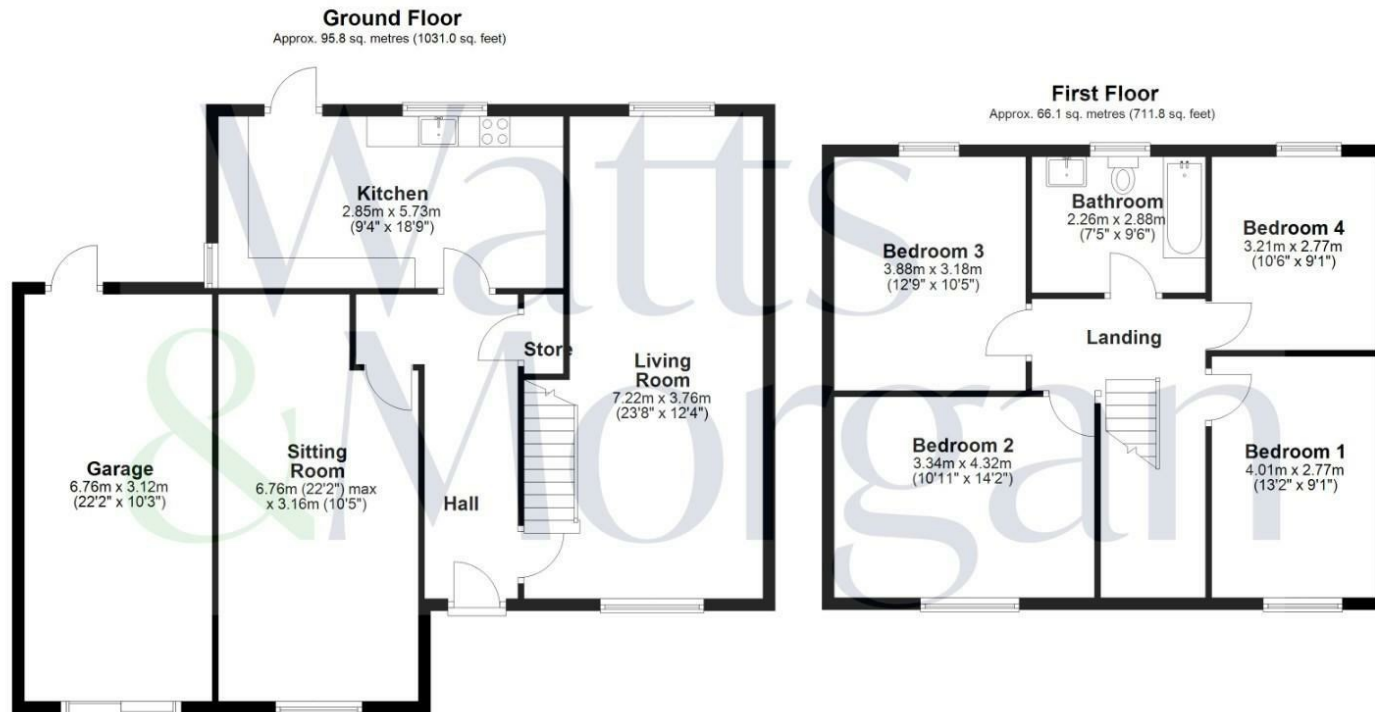 Ground Floor
Approx. 95.8 sq. metres (1031.0 sq. feet)
Kitchen
2.85m x 5.73m
(9'4" x 18'9")
Store
Living
Room
7.22m x 3.76m
(23'8" x 12'4")
Garage
6.76m x 3.12m
(22'2" x 10'3")
Sitting
Room
6.76m (22'2") max
x 3.16m (10'5")
Hall
First Floor
Approx. 66.1 sq. metres (711.8 sq. feet)
Bathroom
2.26m x 2.88m
(7'5" x 9'6")
Bedroom 3
3.88m x 3.18m
(12'9" x 10'5")
Bedroom 4
3.21m x 2.77m
(10'6" x 9'1")
Landing
Bedroom 2
3.34m x 4.32m
(10'11" x 14'2")
Bedroom 1
4.01m x 2.77m
(13'2" x 9'1")
Watts
& Morgan